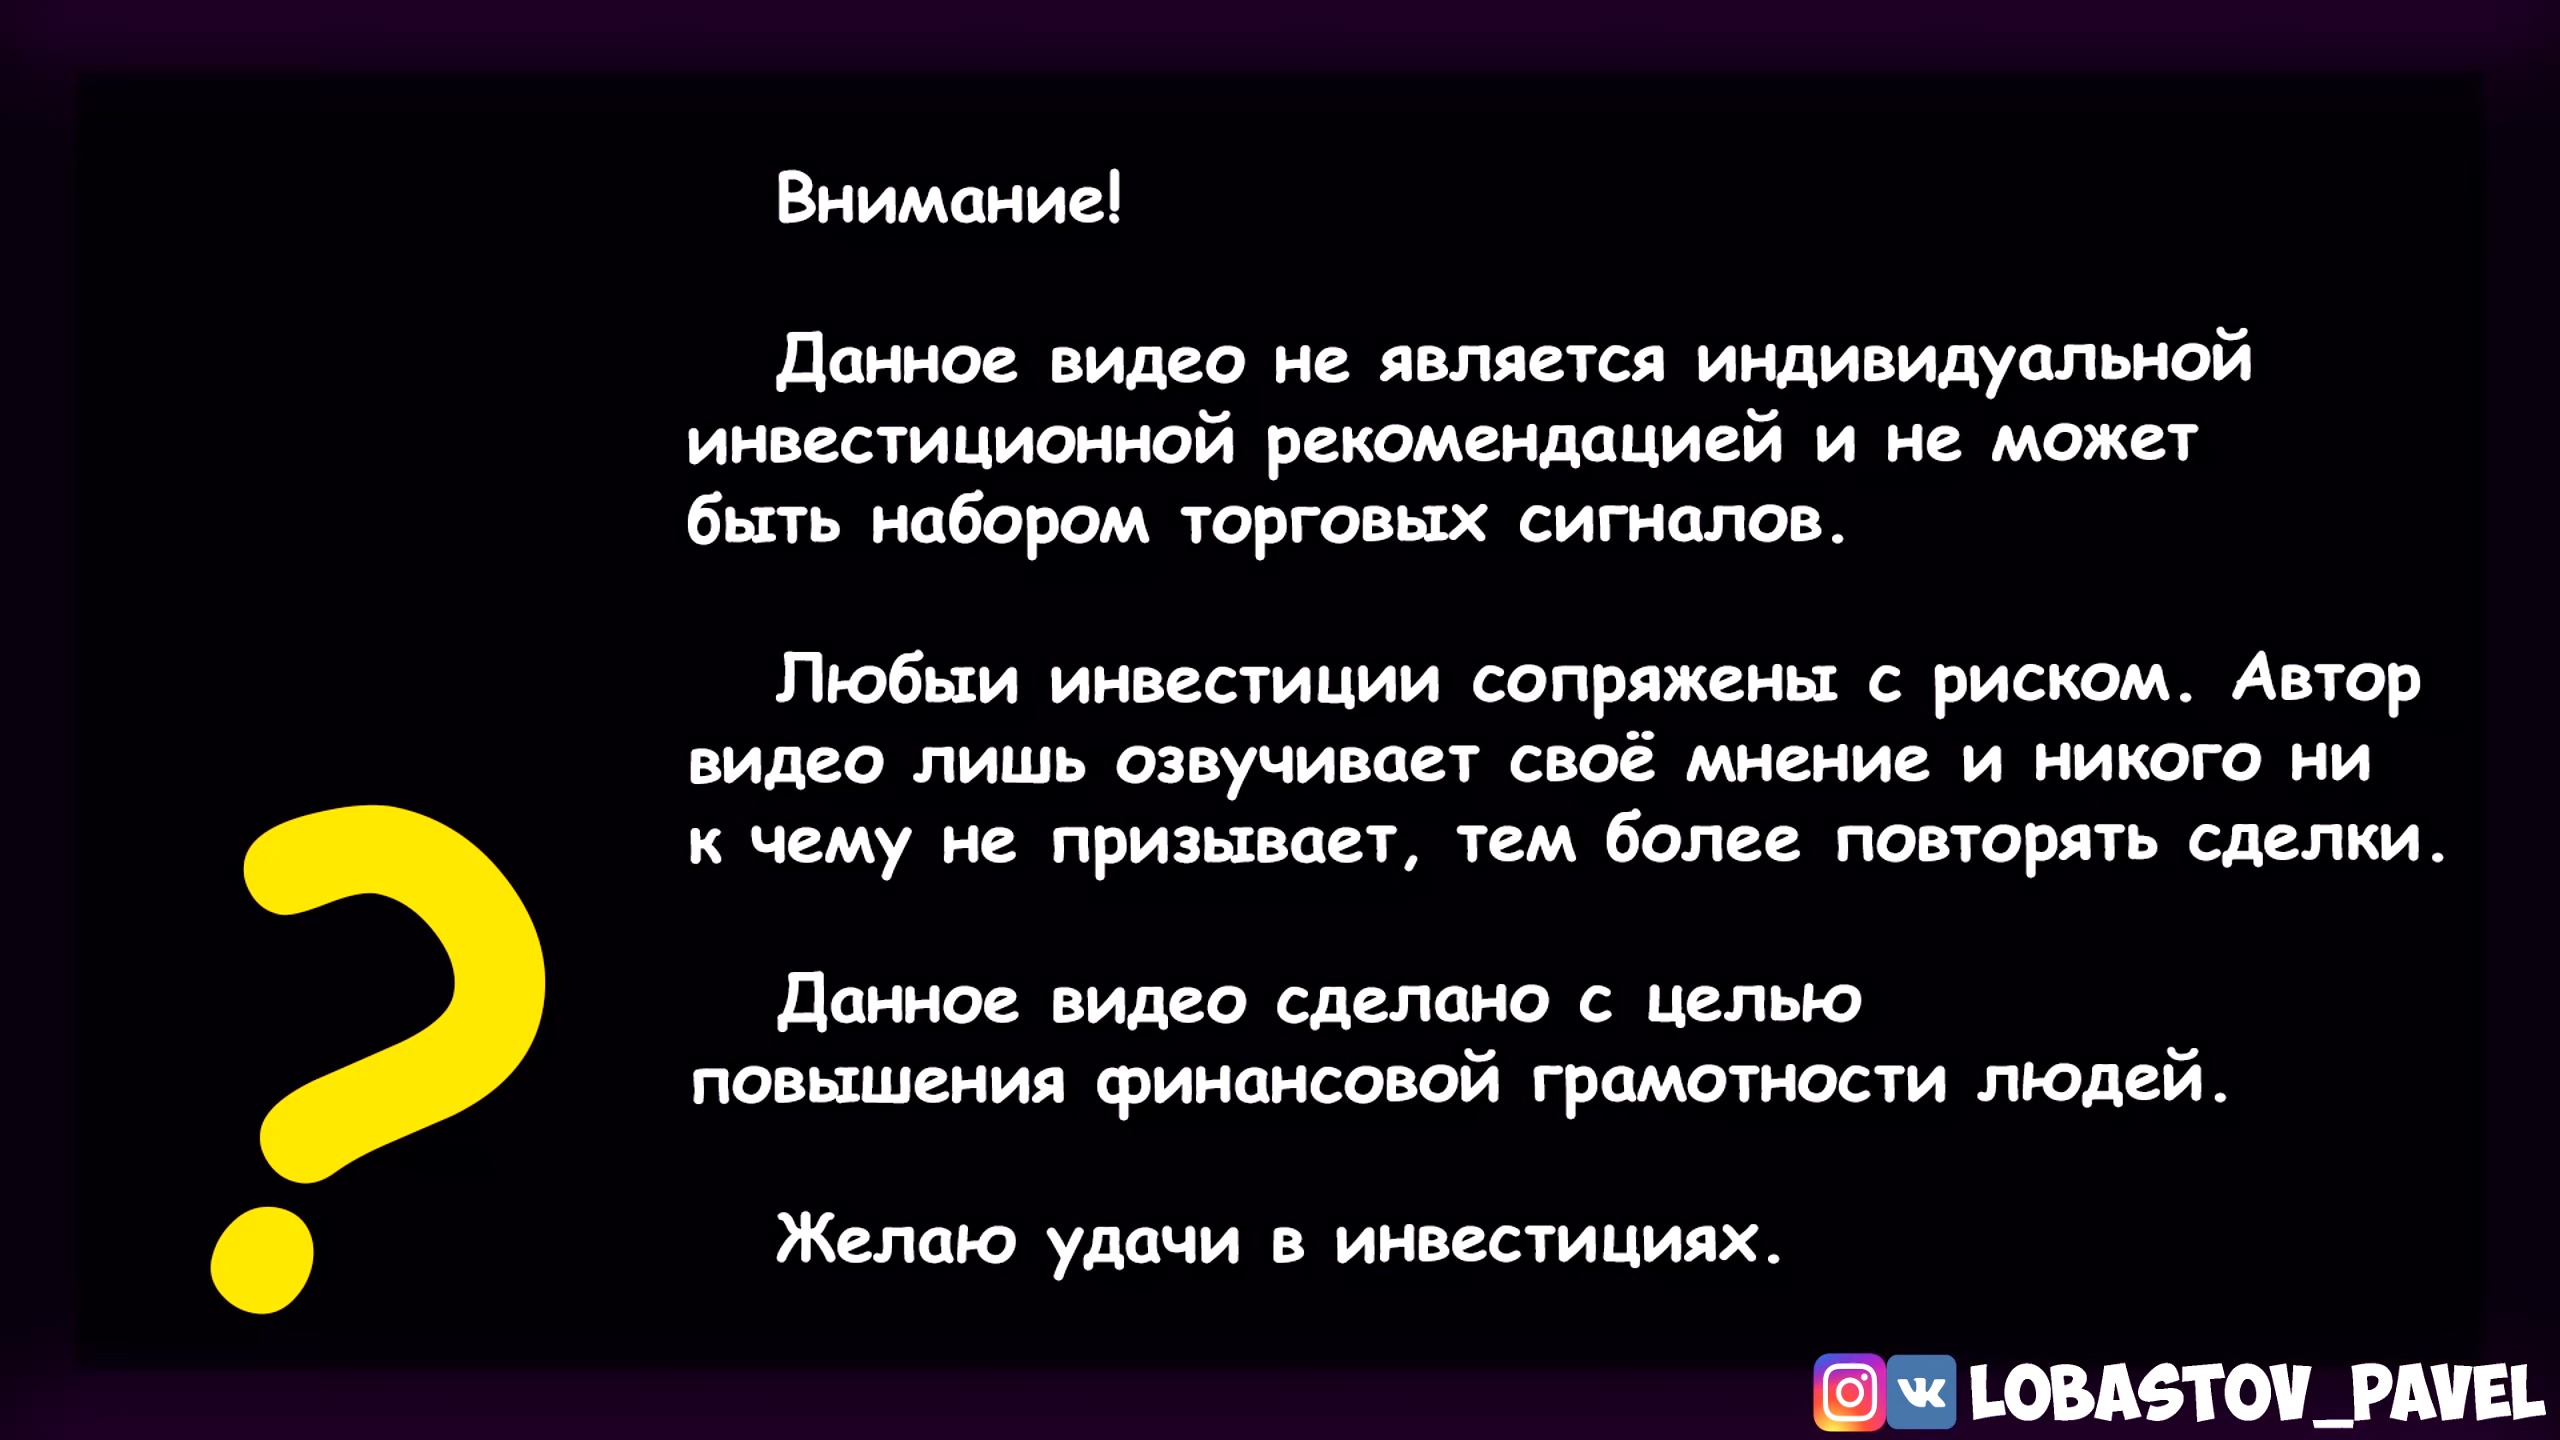 Внимание!
Данное видео не является индивидуальной
инвестиционной рекомендацией и не может
быть набором торговых сигналов.
Любыи инвестиции сопряжены с риском. Автор
видео лишь озвучивает своё мнение и никого ни
к чему не призывает, тем более повторять сделки.
Данное видео сделано с целью
повышения финансовой грамотности людей.
Желаю удачи в инвестициях.
?
LOBASTOV_PAVEL